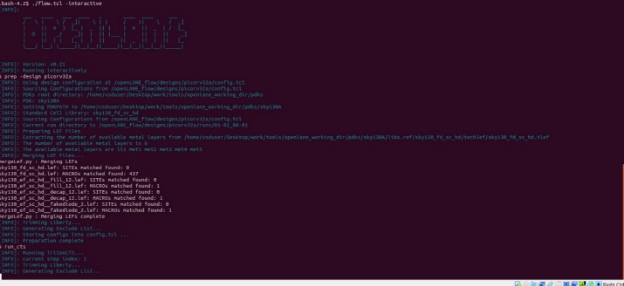 bash-4.2$ ./flow.tcl -interactive
[INFO]:
[INFO]: Version: v0.21
[INFO]: Running interactively
% prep -design picorv32a
[INFO]: Using design configuration at /openLANE_flow/designs/picorv32a/config.tcl
[INFO]: Sourcing Configurations from /openLANE_flow/designs/picorv32a/config.tcl
[INFO]: PDKs root directory: /home/vsduser/Desktop/work/tools/openlane_working_dir/pdks
[INFO]: PDK: sky130A
[INFO]: Setting PDKPATH to /home/vsduser/Desktop/work/tools/openlane_working_dir/pdks/sky130A
[INFO]: Standard Cell Library: sky130_fd_sc_hd
[INFO]: Sourcing Configurations from /openLANE_flow/designs/picorv32a/config.tcl
[INFO]: Current run directory is
[INFO]: Preparing LEF Files
[INFO]: Extracting the number of available metal layers from /home/vsduser/Desktop/work/tools/openlane_working_dir/pdks/sky130A/libs.ref/sky130_fd_sc_hd/techlef/sky130_fd_sc_hd.tlef
[INFO]: The number of available metal layers is 6
[INFO]: The available metal layers are li1 met1 met2 met3 met4 met5
[INFO]: Merging LEF Files...
mergeLef.py : Merging LEFs
sky130_fd_sc_hd.lef: SITEs matched found: 0
sky130_fd_sc_hd.lef: MACROs matched found: 437
sky130_ef_sc_hd__fill_12.lef: SITEs matched found: 0
sky130_ef_sc_hd__fill_12.lef: MACROs matched found: 1
sky130_ef_sc_hd__decap_12.lef: SITEs matched found: 0
sky130_ef_sc_hd__decap_12.lef: MACROs matched found: 1
sky130_ef_sc_hd__fakediode_2.lef: SITEs matched found: 0
sky130_ef_sc_hd__fakediode_2.lef: MACROs matched found: 1
mergeLef.py : Merging LEFs complete
[INFO]: Trimming Liberty...
[INFO]: Generating Exclude List...
[INFO]: Storing configs into config.tcl ...
[INFO]: Preparation complete
% run_cts
[INFO]: Running TritonCTS...
[INFO]: current step index: 1
[INFO]: Trimming Liberty...
[INFO]: Generating Exclude List...
Right Ctrl